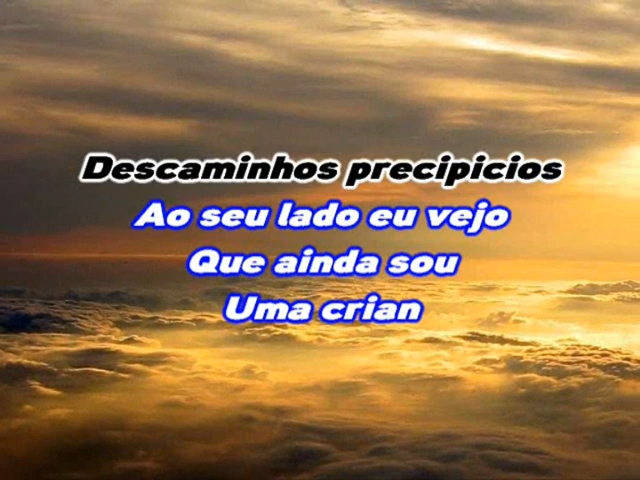 Descaminhos precipicios
Ao seu lado eu vejo
Que ainda sou
Uma crian